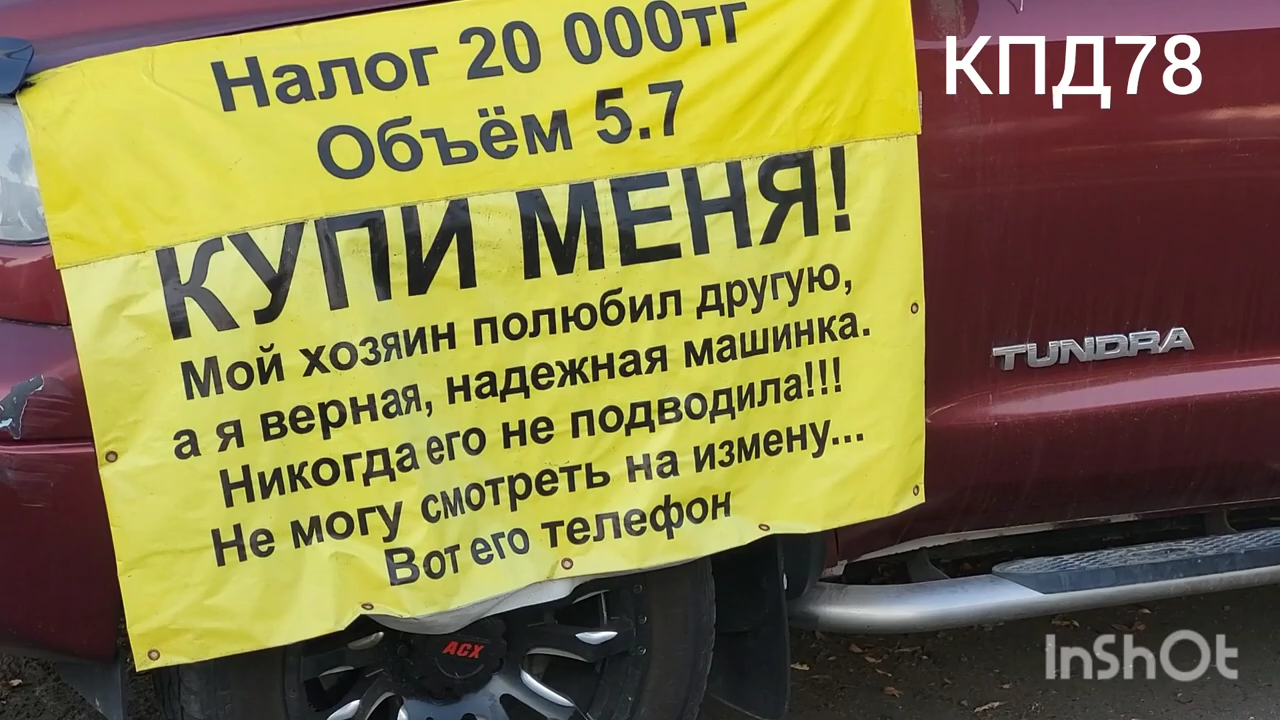 Налог 20 000тг
Объём 5.7
КУПИ МЕНЯ!
Мой хозяин полюбил другую,
а я верная, надежная машинка.
Никогда его не подводила!!!
Не могу смотреть на измену...
Вот его телефон
КПД78
TUNDRA
ACX
InShOt